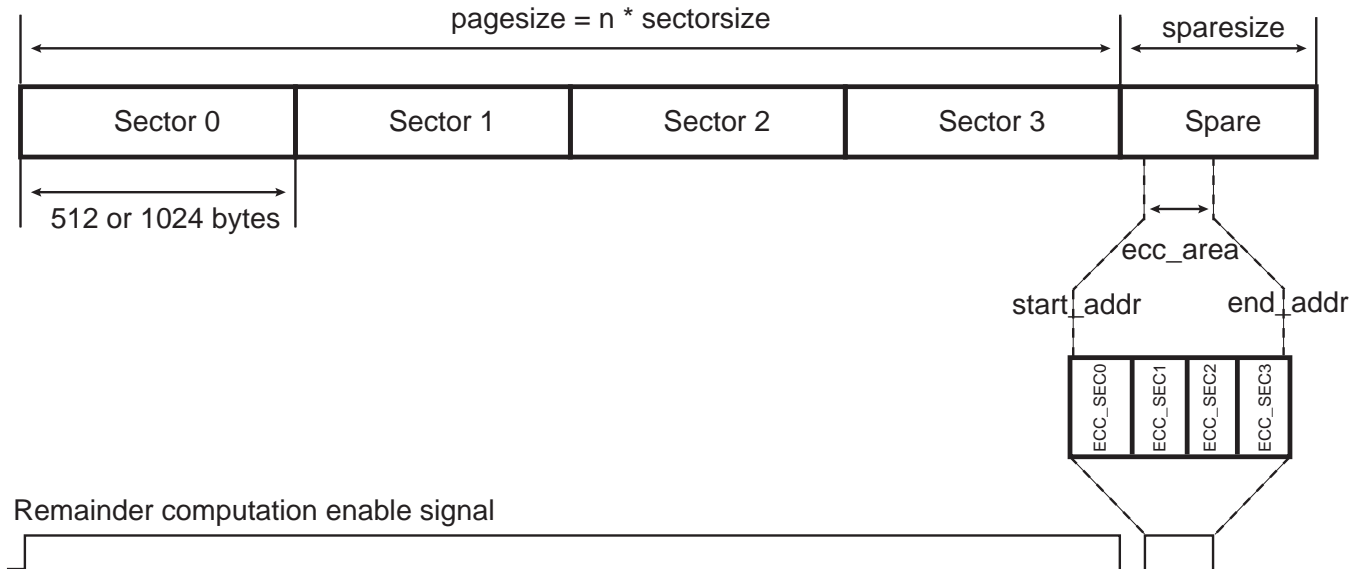 pagesize = n * sectorsize
sparesize
Sector 0
Sector 1
Sector 2
Sector 3
Spare
512 or 1024 bytes
ecc_area
start_addr
end_addr
ECC_SEC0
ECC_SEC1
ECC_SEC2
ECC_SEC3
Remainder computation enable signal